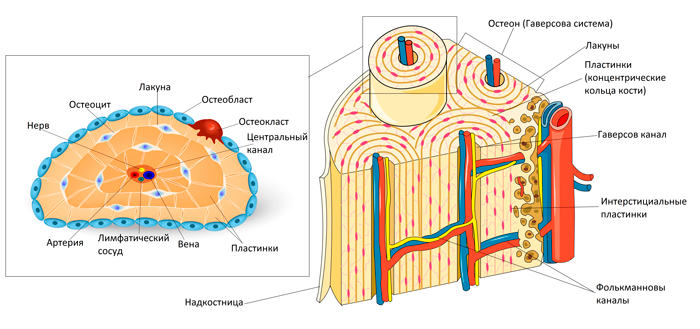 Лакуна
Остеоцит
Остеобласт
Нерв
Остеокласт
Центральный
канал
Артерия
Лимфатический
сосуд
Вена
Пластинки
Остеон (Гаверсова система)
Лакуны
Пластинки
(концентрические
кольца кости)
Гаверсов канал
Интерстициальные
пластинки
Фолькманновы
каналы
Надкостница